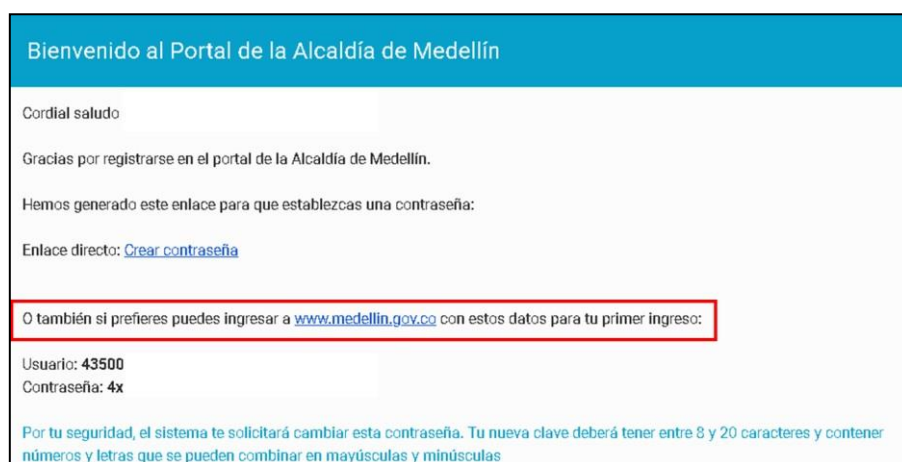 Bienvenido al Portal de la Alcaldía de Medellín
Cordial saludo
Gracias por registrarse en el portal de la Alcaldía de Medellín.
Hemos generado este enlace para que establezcas una contraseña:
Enlace directo: Crear contraseña
O también si prefieres puedes ingresar a www.medellin.gov.co con estos datos para tu primer ingreso:
Usuario: 43500
Contraseña: 4x
Por tu seguridad, el sistema te solicitará cambiar esta contraseña. Tu nueva clave deberá tener entre 8 y 20 caracteres y contener
números y letras que se pueden combinar en mayúsculas y minúsculas